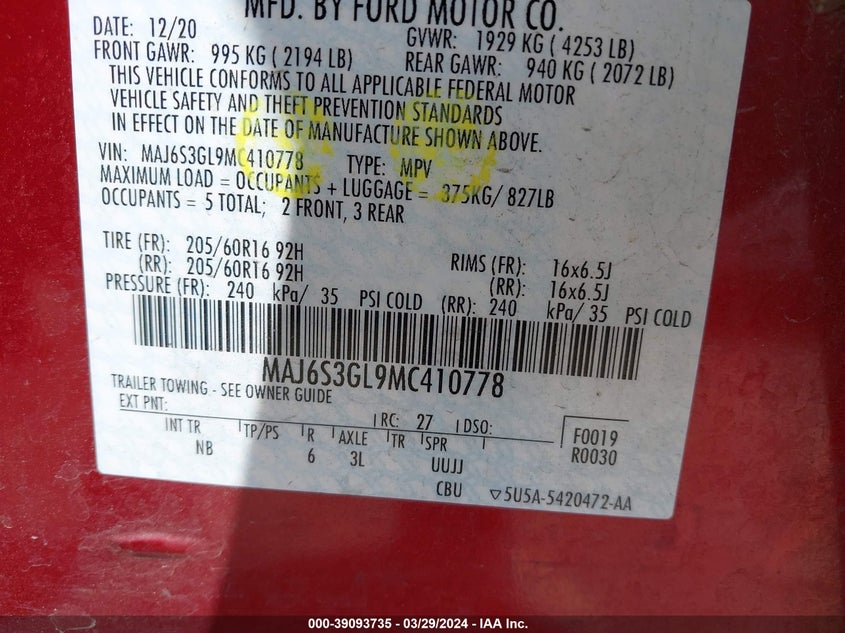 MFD. BY FORD MOTOR CO.
DATE: 12/20 GVWR: 1929 KG ( 4253 LB)
FRONT GAWR: 995 KG ( 2194 LB) REAR GAWR: 940 KG ( 2072 LB)
THIS VEHICLE CONFORMS TO ALL APPLICABLE FEDERAL MOTOR
VEHICLE SAFETY AND THEFT PREVENTION STANDARDS
IN EFFECT ON THE DATE OF MANUFACTURE SHOWN ABOVE.
VIN: MAJ6S3GL9MC410778 TYPE: MPV
MAXIMUM LOAD = OCCUPANTS + LUGGAGE = 375KG/ 827LB
OCCUPANTS = 5 TOTAL; 2 FRONT, 3 REAR
TIRE (FR): 205/60R16 92H RIMS (FR): 16x6.5J
(RR): 205/60R16 92H (RR): 16x6.5J
PRESSURE (FR): 240 kPa/ 35 PSI COLD (RR): 240 kPa/ 35 PSI COLD
MAJ6S3GL9MC410778
TRAILER TOWING - SEE OWNER GUIDE
EXT PNT: RC: 27 DSO:
INT TR TP/PS R AXLE TR SPR F0019
NB 6 3L UUJJ R0030
CBU 5U5A-5420472-AA
000-39093735 - 03/29/2024 - IAA Inc.